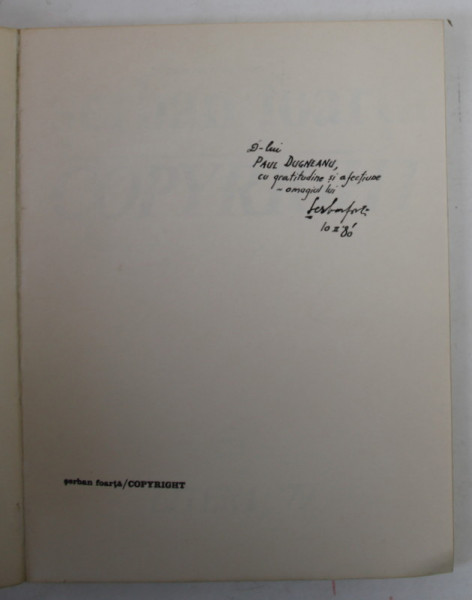 D-lui
PAUL DUGNEANU,
cu gratitudine și afecțiune
~ omagiul lui
10 X '80
șerban foarță/COPYRIGHT